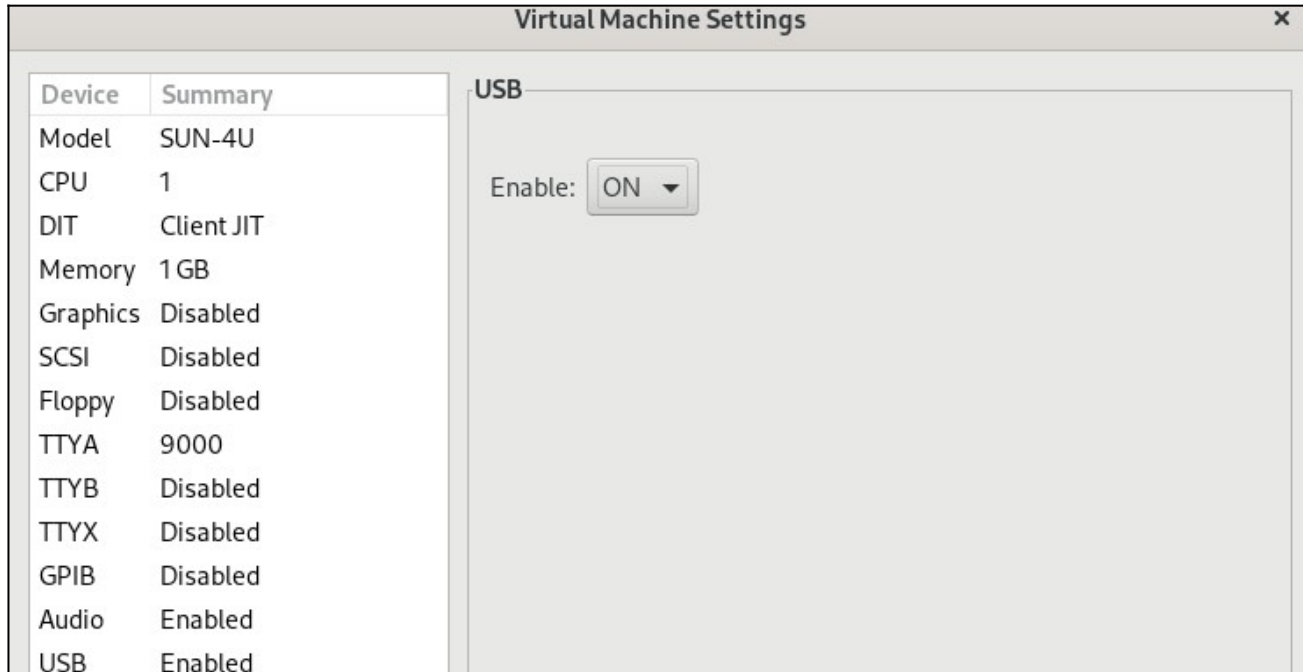 Virtual Machine Settings ×
Device Summary
Model SUN-4U
CPU 1
DIT Client JIT
Memory 1 GB
Graphics Disabled
SCSI Disabled
Floppy Disabled
TTYA 9000
TTYB Disabled
TTYX Disabled
GPIB Disabled
Audio Enabled
USB Enabled
USB
Enable: ON